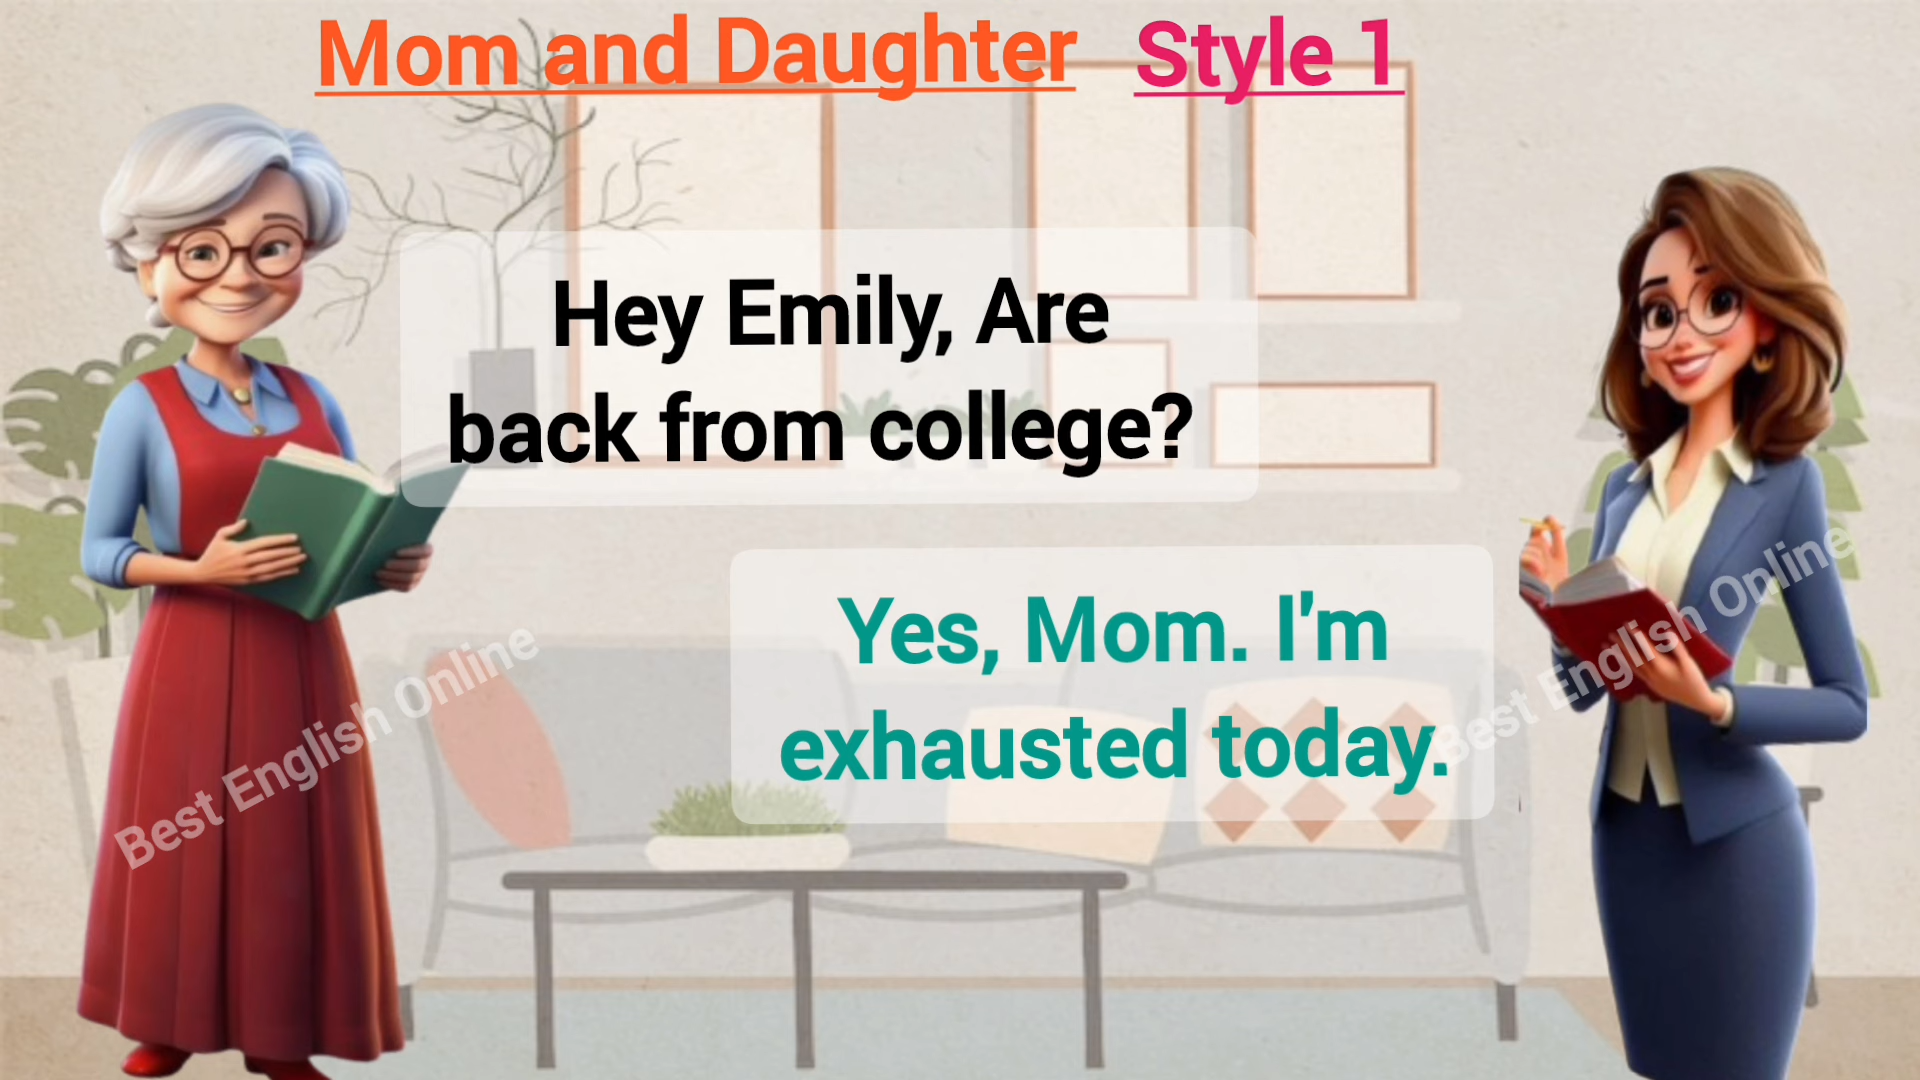 Mom and Daughter Style 1
Hey Emily, Are
back from college?
Yes, Mom. I'm
exhausted today.
Best English Online
Best English Online